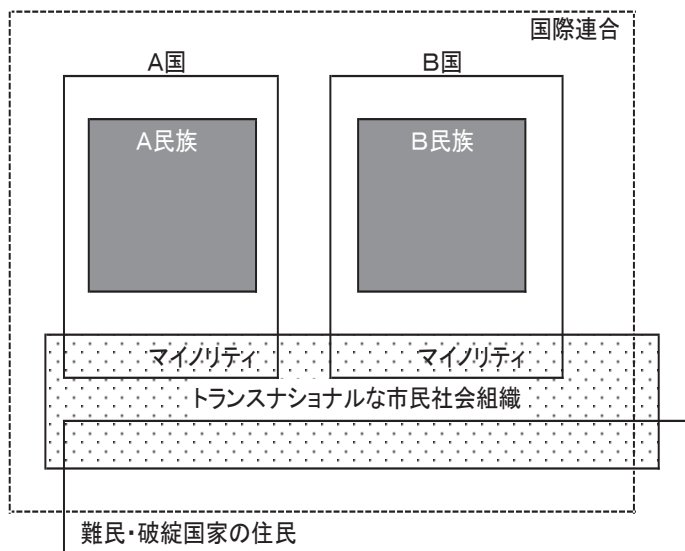 国際連合
A国
B国
A民族
B民族
マイノリティ
マイノリティ
トランスナショナルな市民社会組織
難民・破綻国家の住民